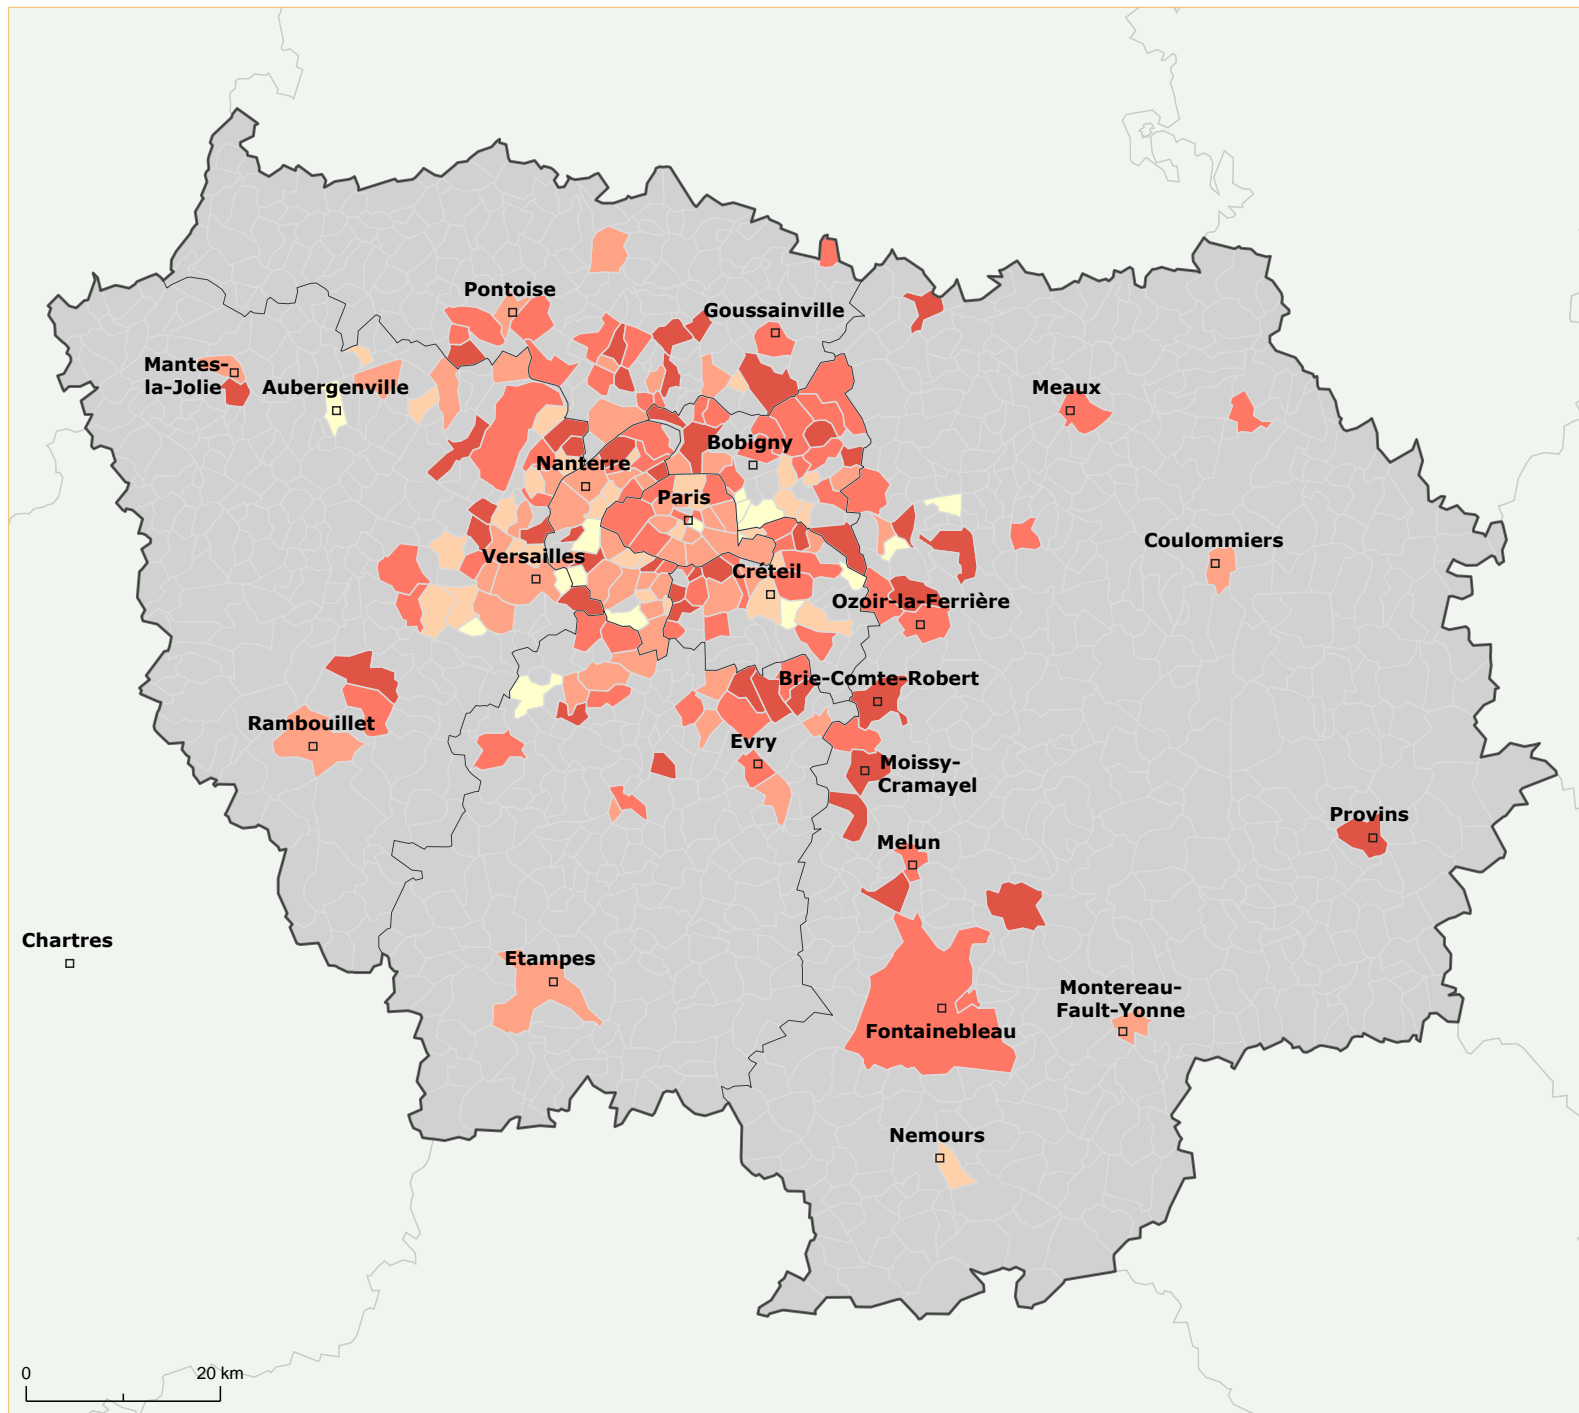 Pontoise
Goussainville
Mantes-
la-Jolie
Aubergenville
Meaux
Bobigny
Nanterre
Paris
Versailles
Coulommiers
Créteil
Ozoir-la-Ferrière
Brie-Comte-Robert
Rambouillet
Evry
Moissy-
Cramayel
Provins
Melun
Chartres
Etampes
Montereau-
Fault-Yonne
Fontainebleau
Nemours
0 20 km